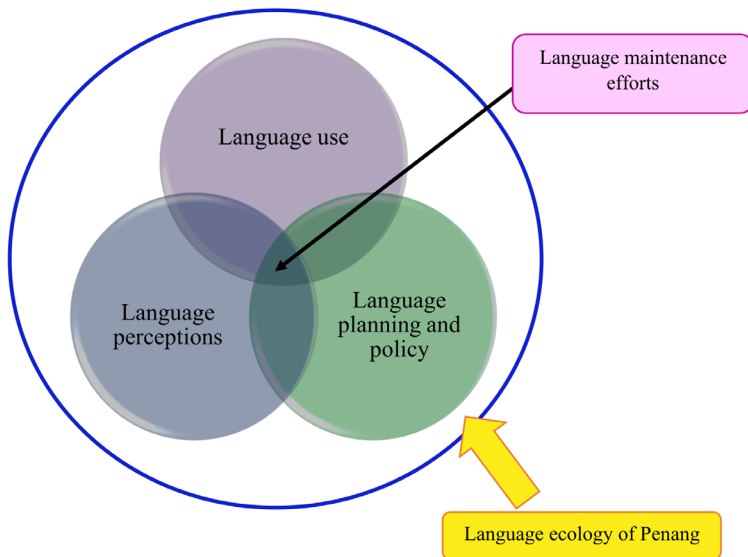 Language maintenance
efforts
Language use
Language
perceptions
Language
planning and
policy
Language ecology of Penang